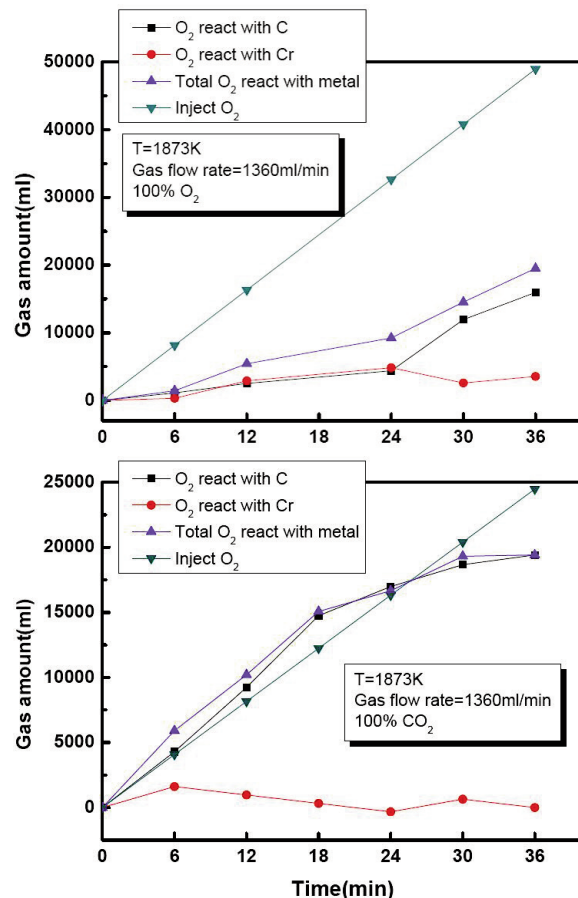 O₂ react with C
O₂ react with Cr
Total O₂ react with metal
Inject O₂
T=1873K
Gas flow rate=1360ml/min
100% O₂
Gas amount(ml)
50000
40000
30000
20000
10000
0
0 6 12 18 24 30 36
O₂ react with C
O₂ react with Cr
Total O₂ react with metal
Inject O₂
T=1873K
Gas flow rate=1360ml/min
100% CO₂
Gas amount(ml)
25000
20000
15000
10000
5000
0
0 6 12 18 24 30 36
Time(min)